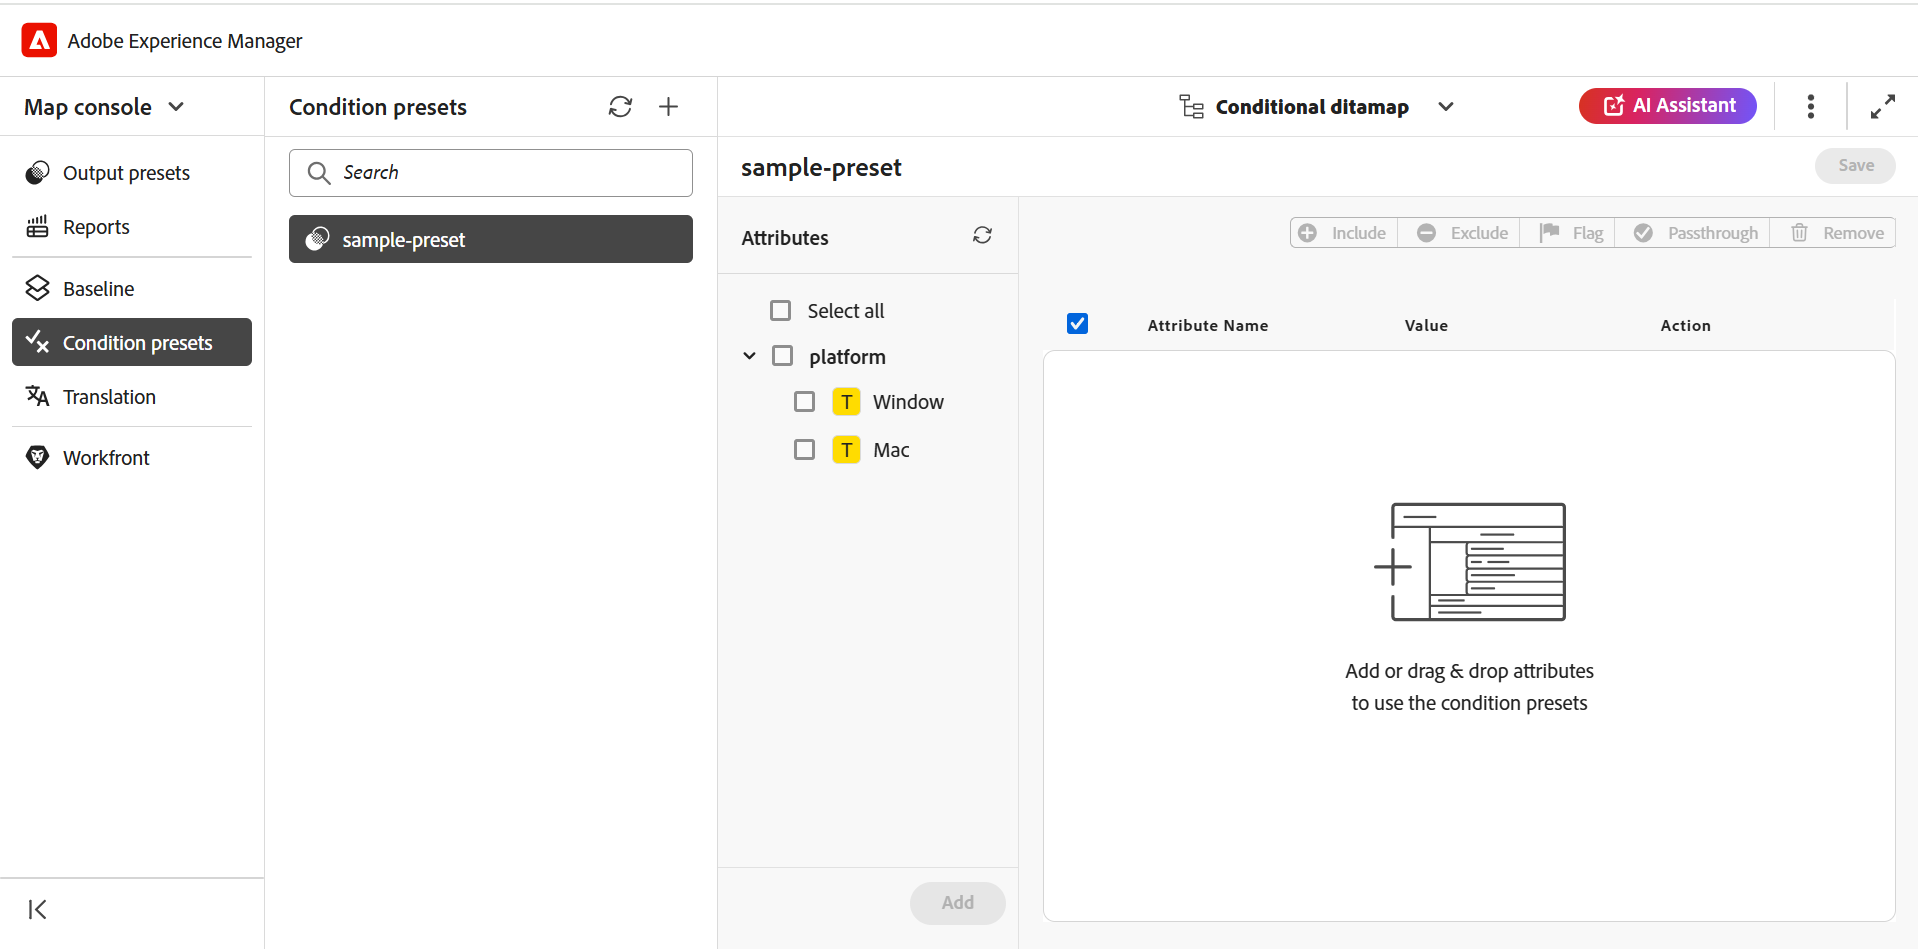 Adobe Experience Manager
Map console
Output presets
Reports
Baseline
Condition presets
Translation
Workfront
Condition presets
Search
sample-preset
Conditional ditamap
AI Assistant
sample-preset
Save
Attributes
Select all
platform
T Window
T Mac
Add
Include Exclude Flag Passthrough Remove
Attribute Name Value Action
Add or drag & drop attributes
to use the condition presets